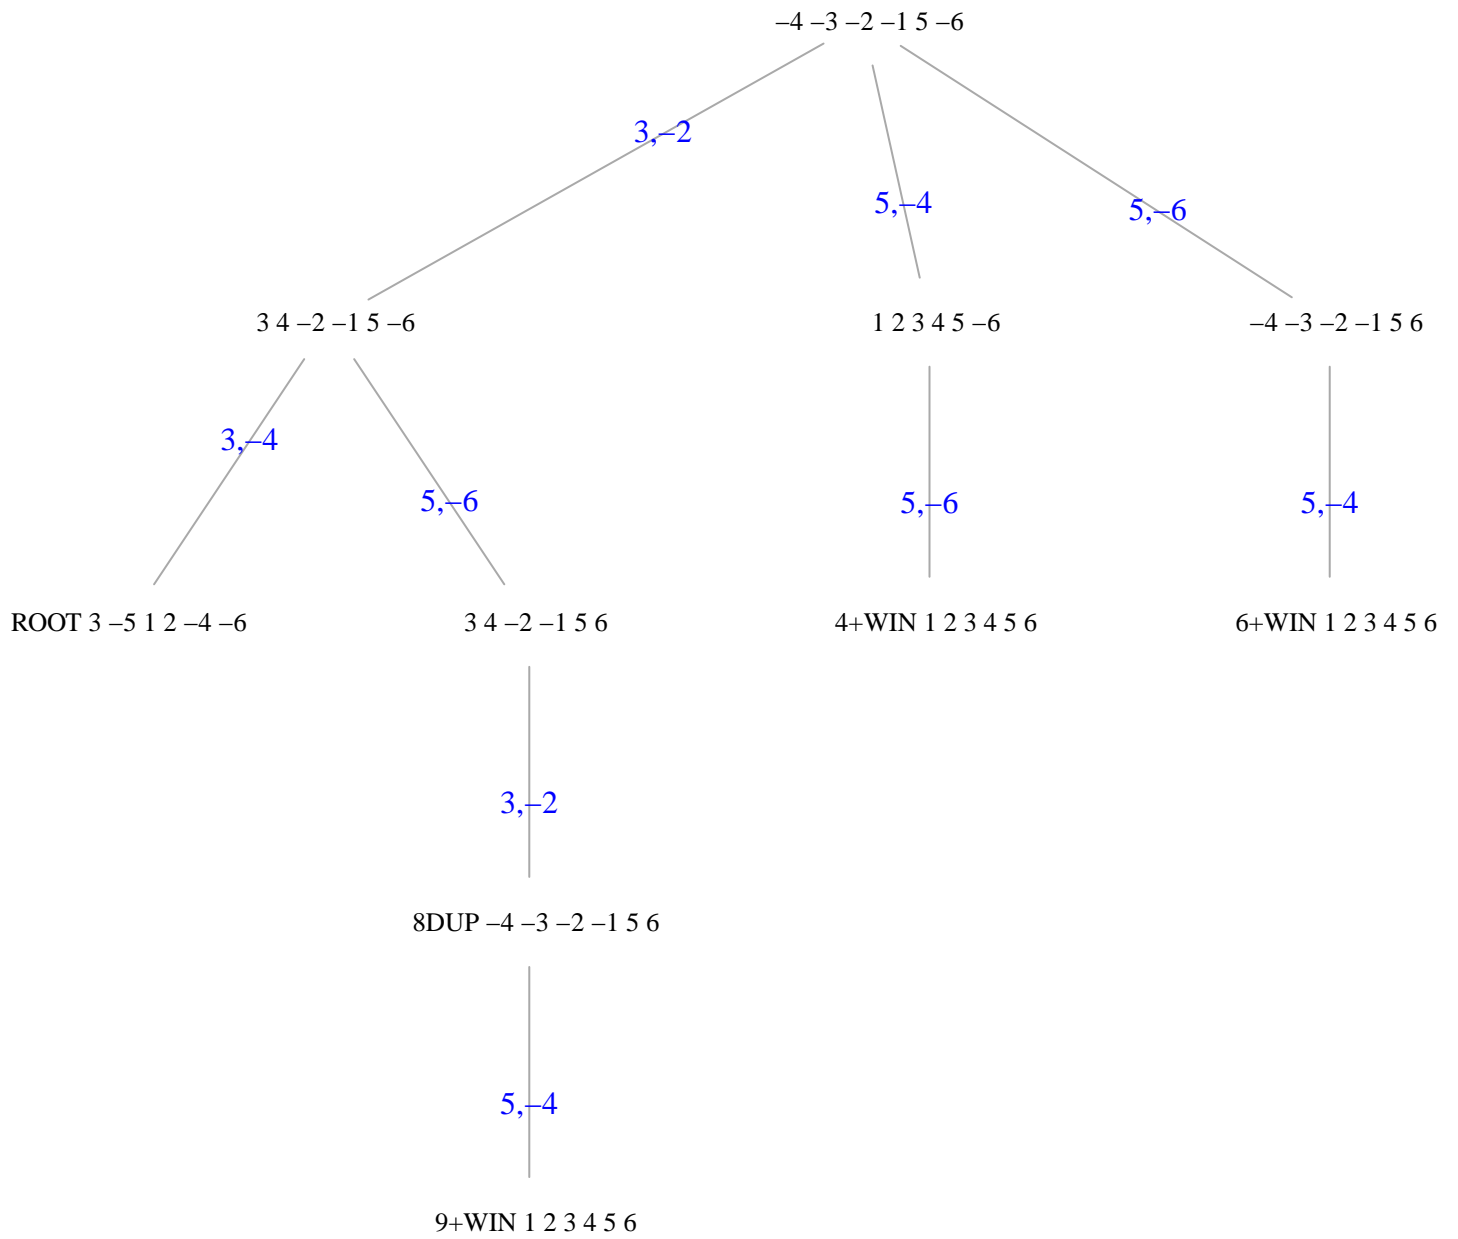 –4 –3 –2 –1 5 –6
3,–2
5,–4
5,–6
3 4 –2 –1 5 –6
1 2 3 4 5 –6
–4 –3 –2 –1 5 6
3,–4
5,–6
5,–6
5,–4
ROOT 3 –5 1 2 –4 –6
3 4 –2 –1 5 6
4+WIN 1 2 3 4 5 6
6+WIN 1 2 3 4 5 6
3,–2
8DUP –4 –3 –2 –1 5 6
5,–4
9+WIN 1 2 3 4 5 6